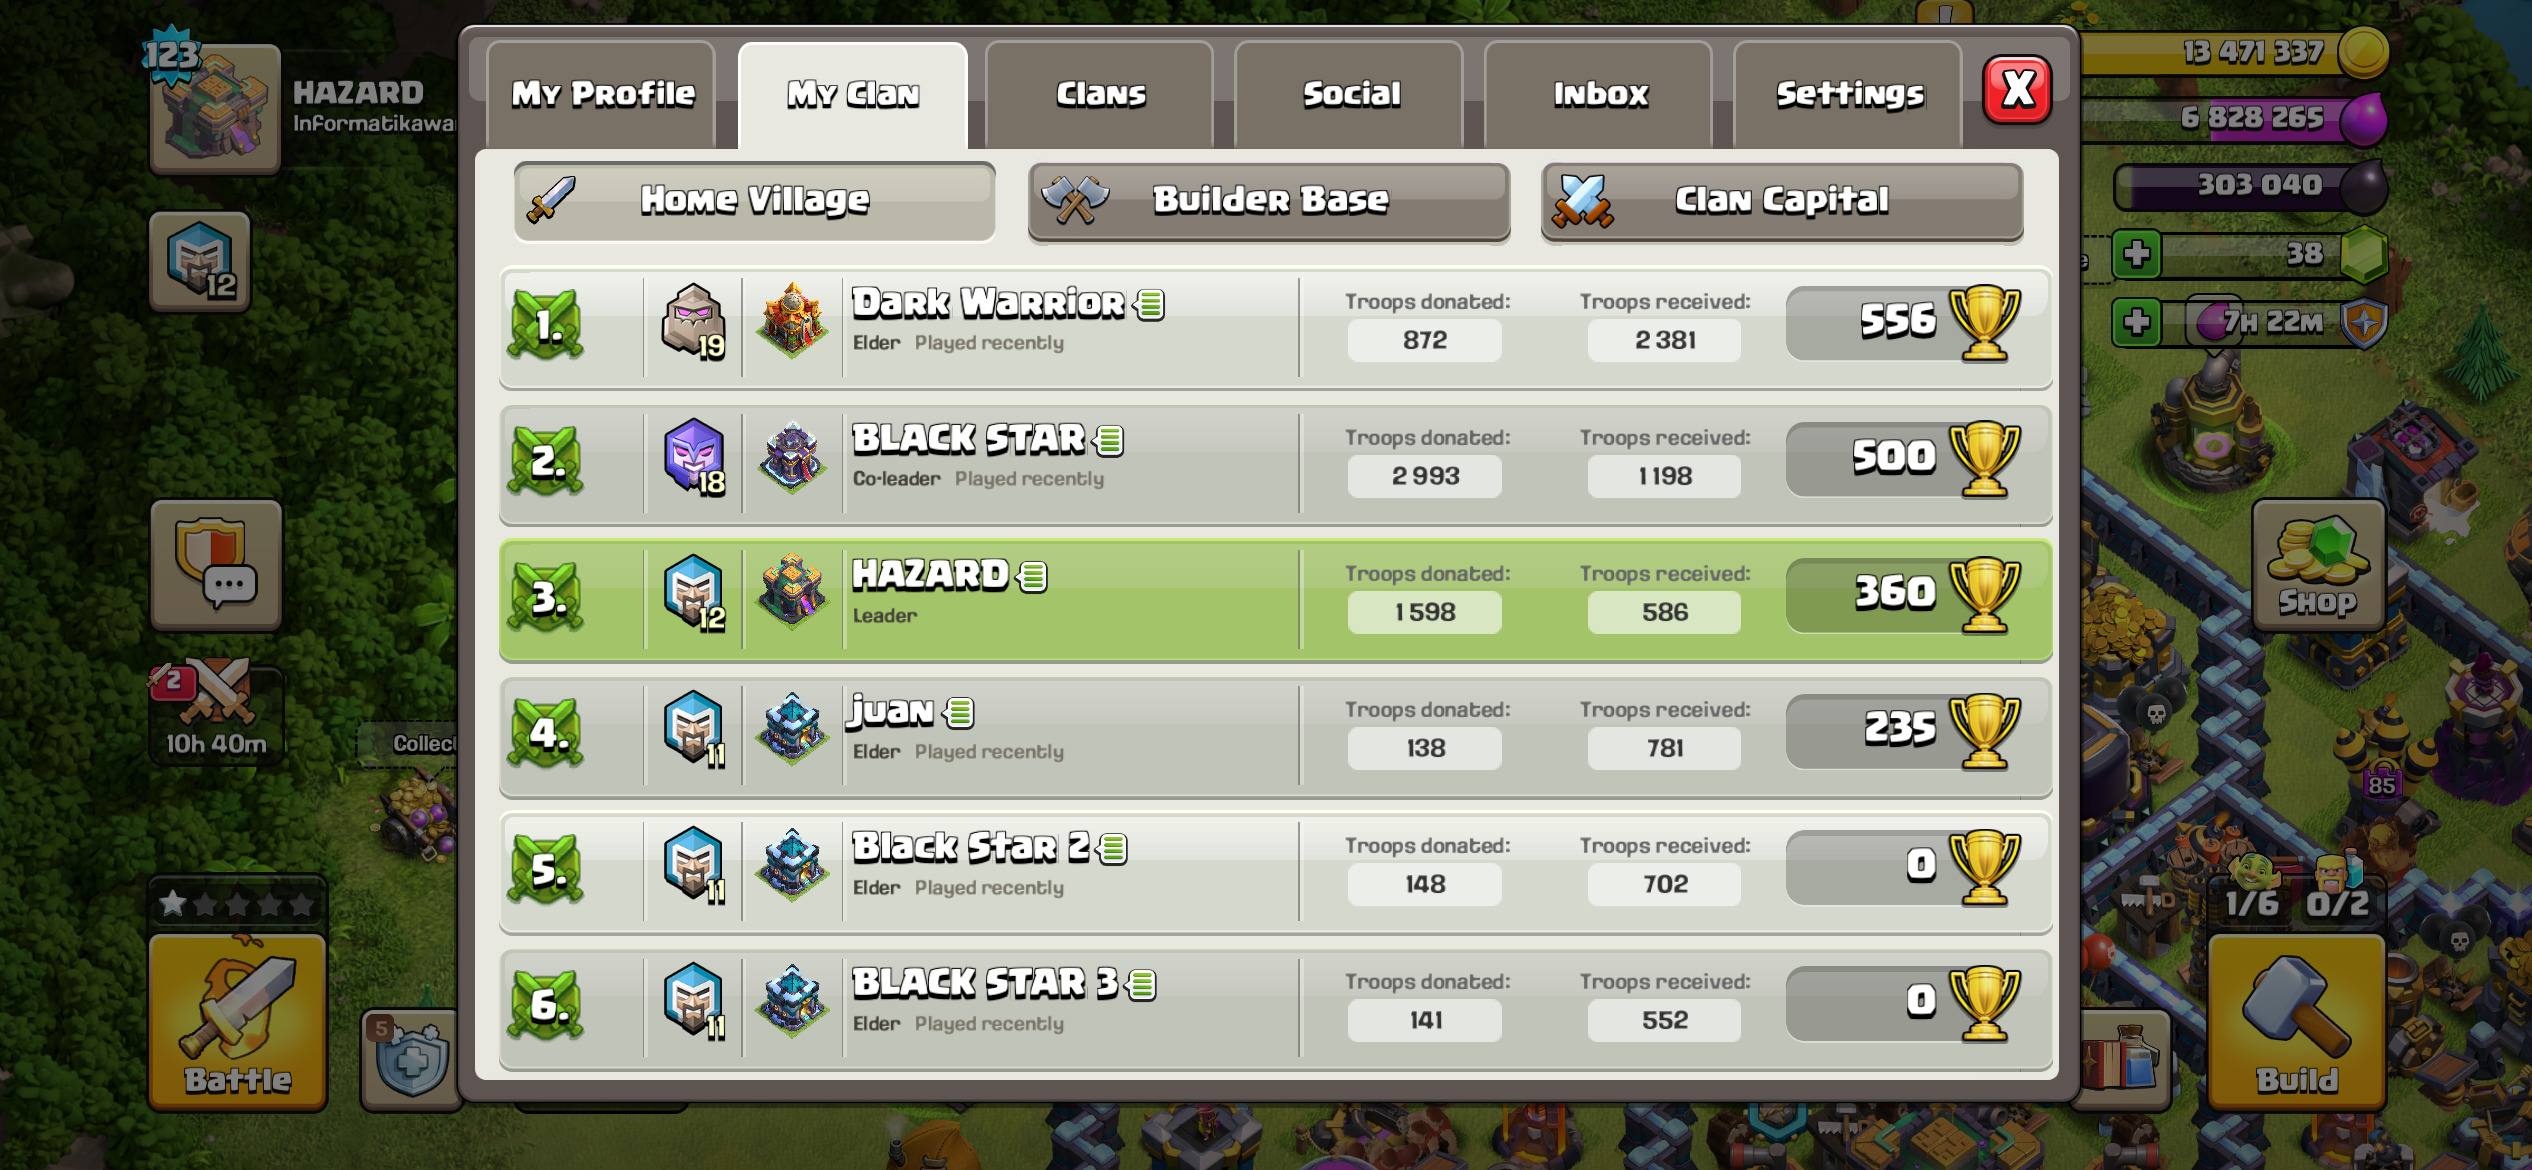 123
HAZARD
Informatikawa
12
2
10h 40m
Collect
Battle
5
My Profile
My Clan
Clans
Social
Inbox
Settings
X
Home Village
Builder Base
Clan Capital
1.
19
Dark Warrior
Elder Played recently
Troops donated:
872
Troops received:
2 381
556
2.
18
BLACK STAR
Co-leader Played recently
Troops donated:
2 993
Troops received:
1 198
500
3.
12
HAZARD
Leader
Troops donated:
1 598
Troops received:
586
360
4.
11
juan
Elder Played recently
Troops donated:
138
Troops received:
781
235
5.
11
Black Star 2
Elder Played recently
Troops donated:
148
Troops received:
702
0
6.
11
BLACK STAR 3
Elder Played recently
Troops donated:
141
Troops received:
552
0
13 471 337
6 828 265
303 040
38
7H 22M
Shop
85
1/6
0/2
Build